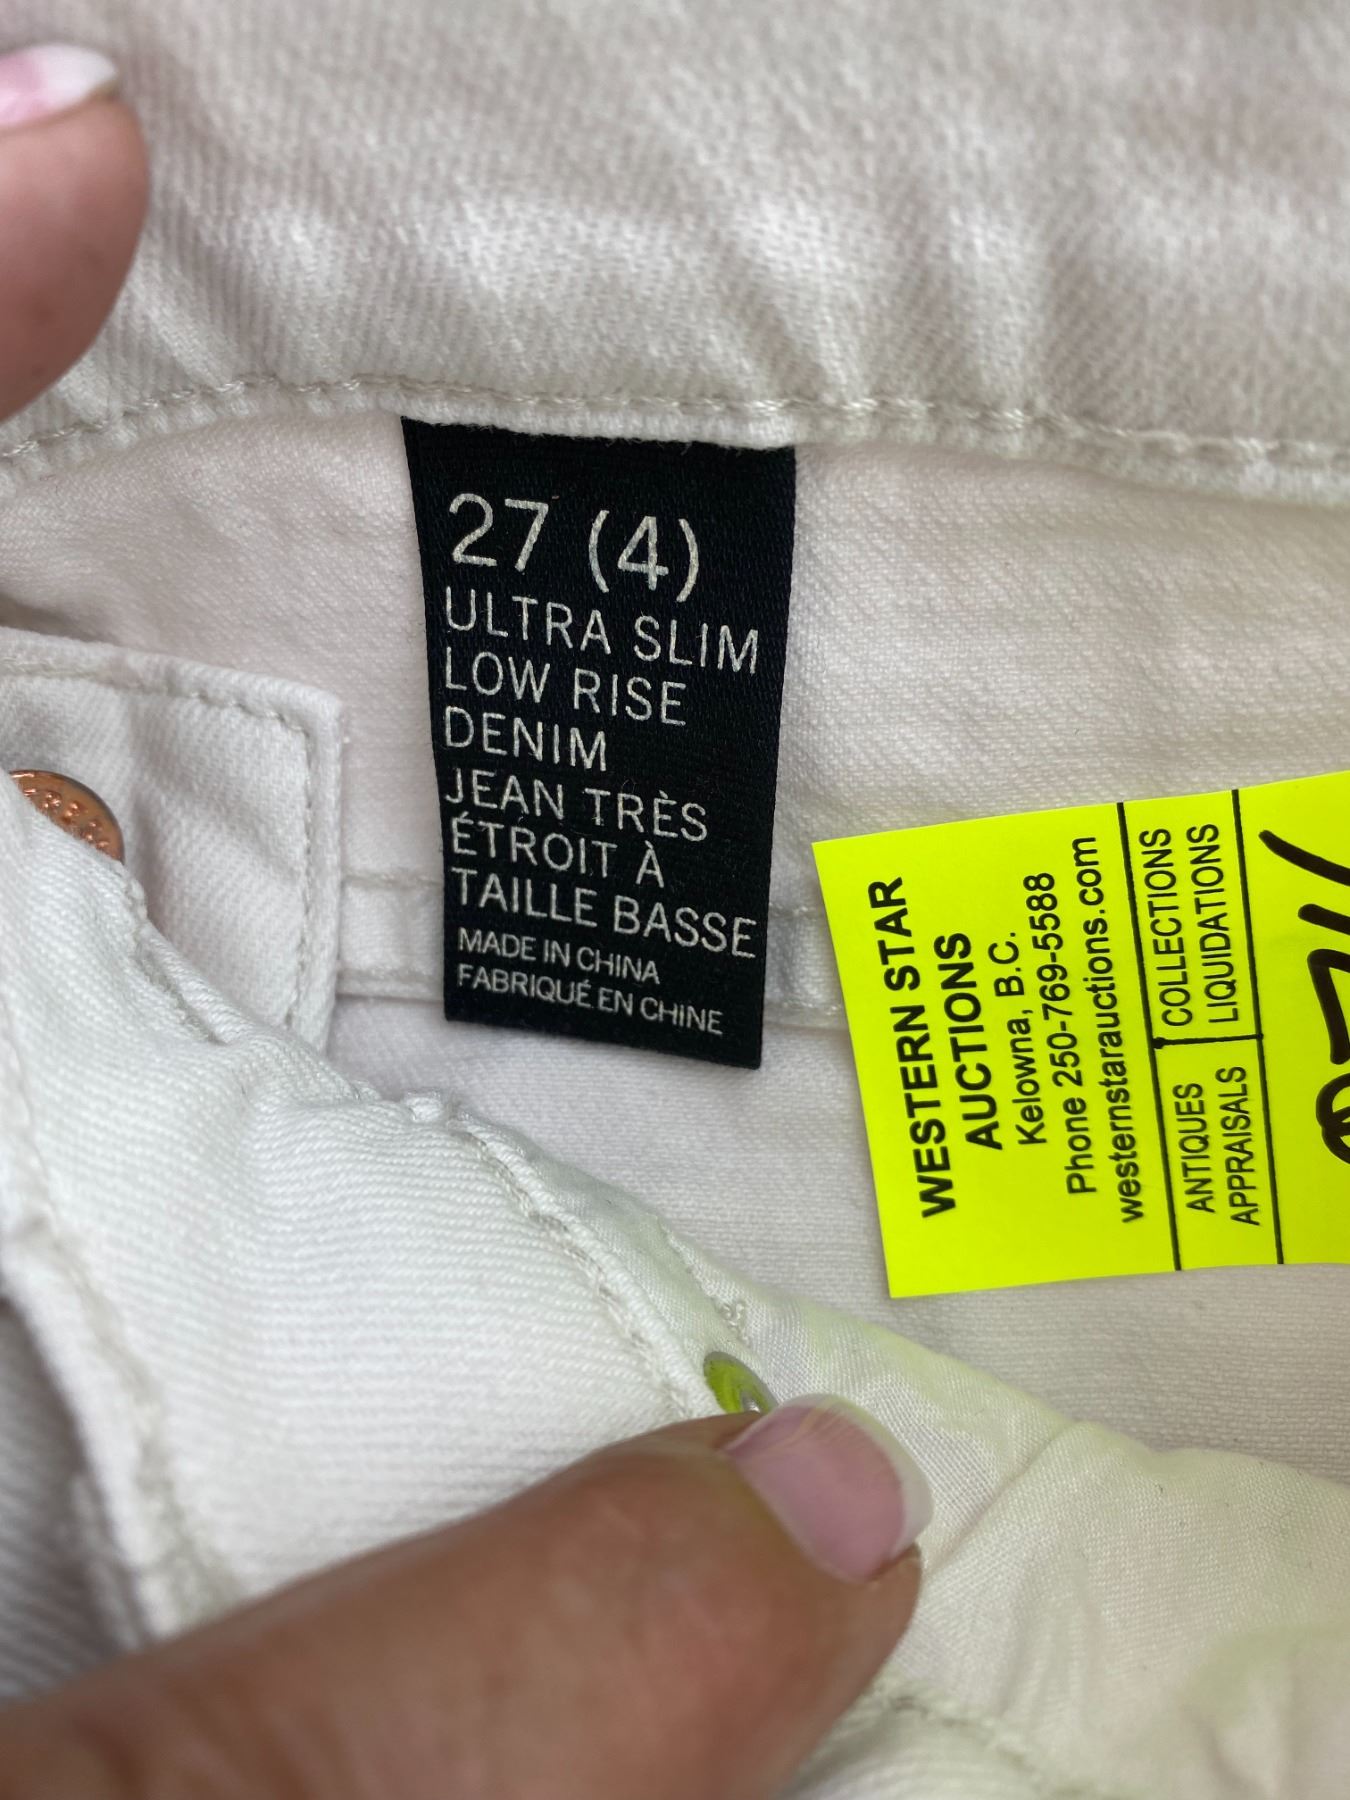 27 (4)
ULTRA SLIM
LOW RISE
DENIM
JEAN TRÈS
ÉTROIT À
TAILLE BASSE
MADE IN CHINA
FABRIQUÉ EN CHINE
WESTERN STAR
AUCTIONS
Kelowna, B.C.
Phone 250-769-5588
westernstarauctions.com
ANTIQUES
APPRAISALS
COLLECTIONS
LIQUIDATIONS